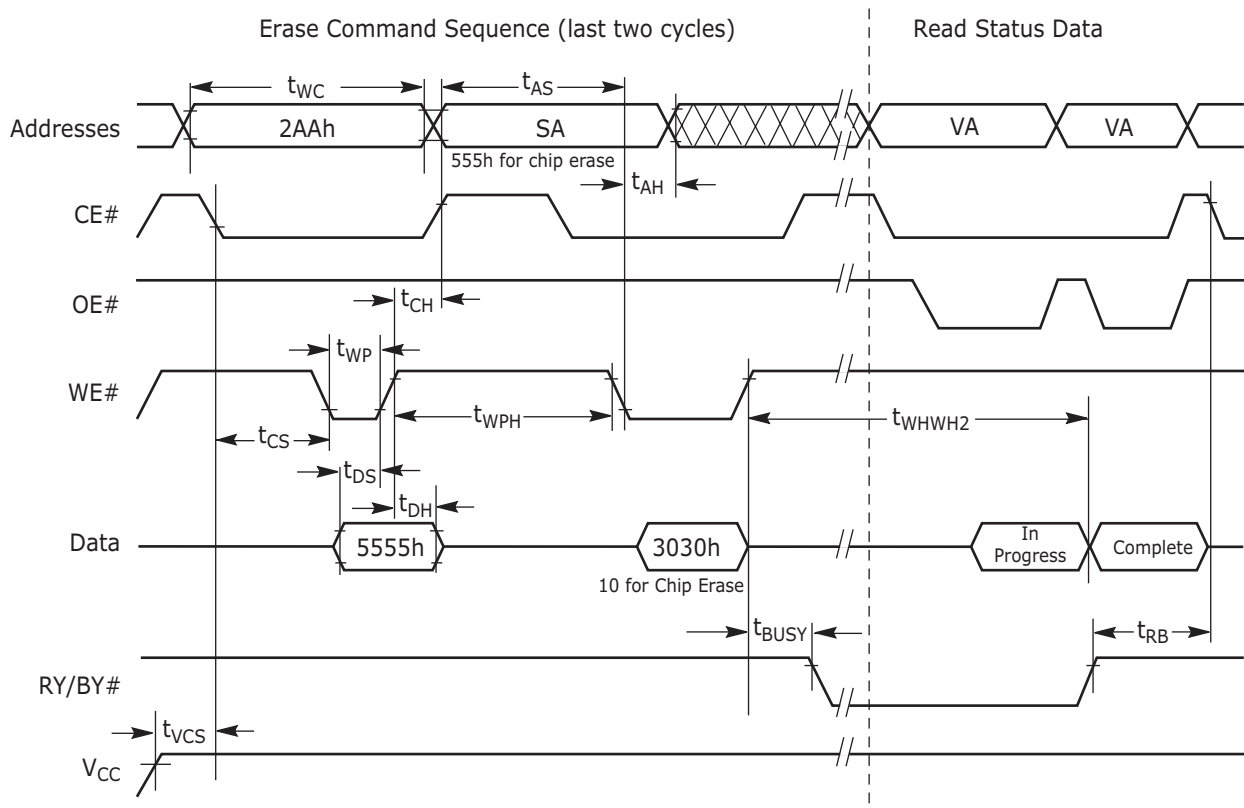 Erase Command Sequence (last two cycles)
Read Status Data
tWC
tAS
Addresses
2AAh
SA
VA
VA
555h for chip erase
tAH
CE#
OE#
tCH
tWP
WE#
tWPH
tWHWH2
tCS
tDS
tDH
Data
5555h
3030h
In
Progress
Complete
10 for Chip Erase
tBUSY
tRB
RY/BY#
tVCS
VCC